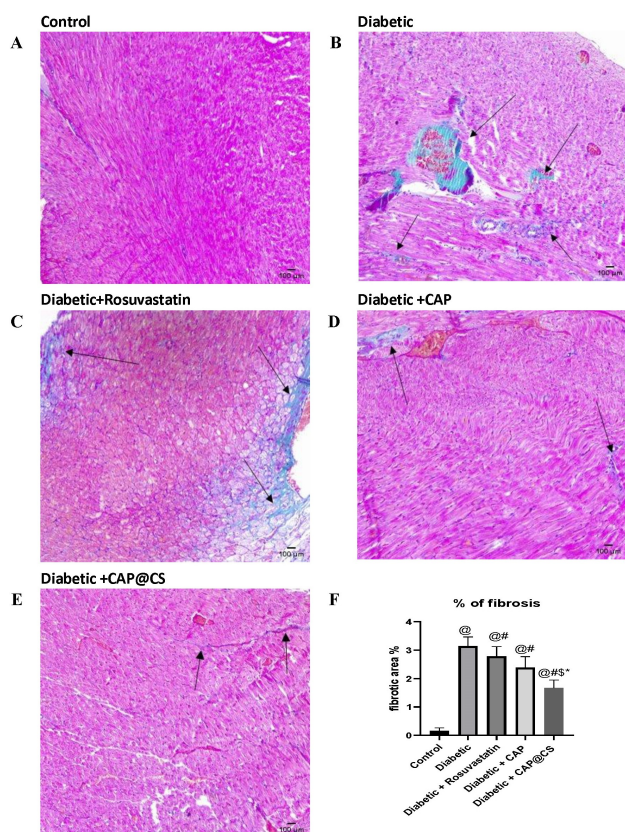 Control
Diabetic
A
B
100 µm
100 µm
Diabetic+Rosuvastatin
Diabetic +CAP
C
D
100 µm
100 µm
Diabetic +CAP@CS
E
F
100 µm
% of fibrosis
fibrotic area %
4
3
2
1
0
@
@#
@#
@#$*
Control
Diabetic
Diabetic + Rosuvastatin
Diabetic + CAP
Diabetic + CAP@CS